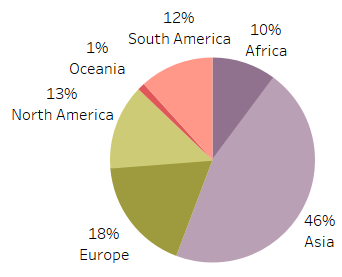 12%
South America
10%
Africa
1%
Oceania
13%
North America
46%
Asia
18%
Europe